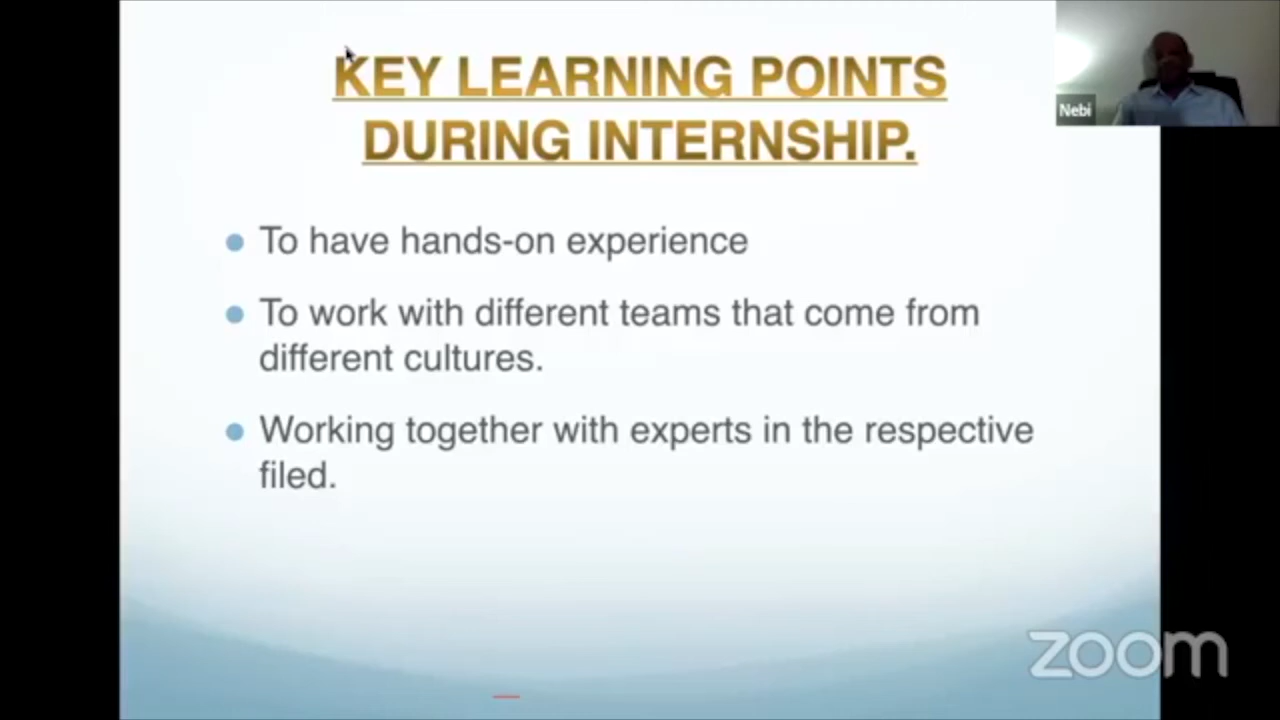 KEY LEARNING POINTS
DURING INTERNSHIP.
Nebi
To have hands-on experience
To work with different teams that come from
different cultures.
Working together with experts in the respective
filed.
zoom